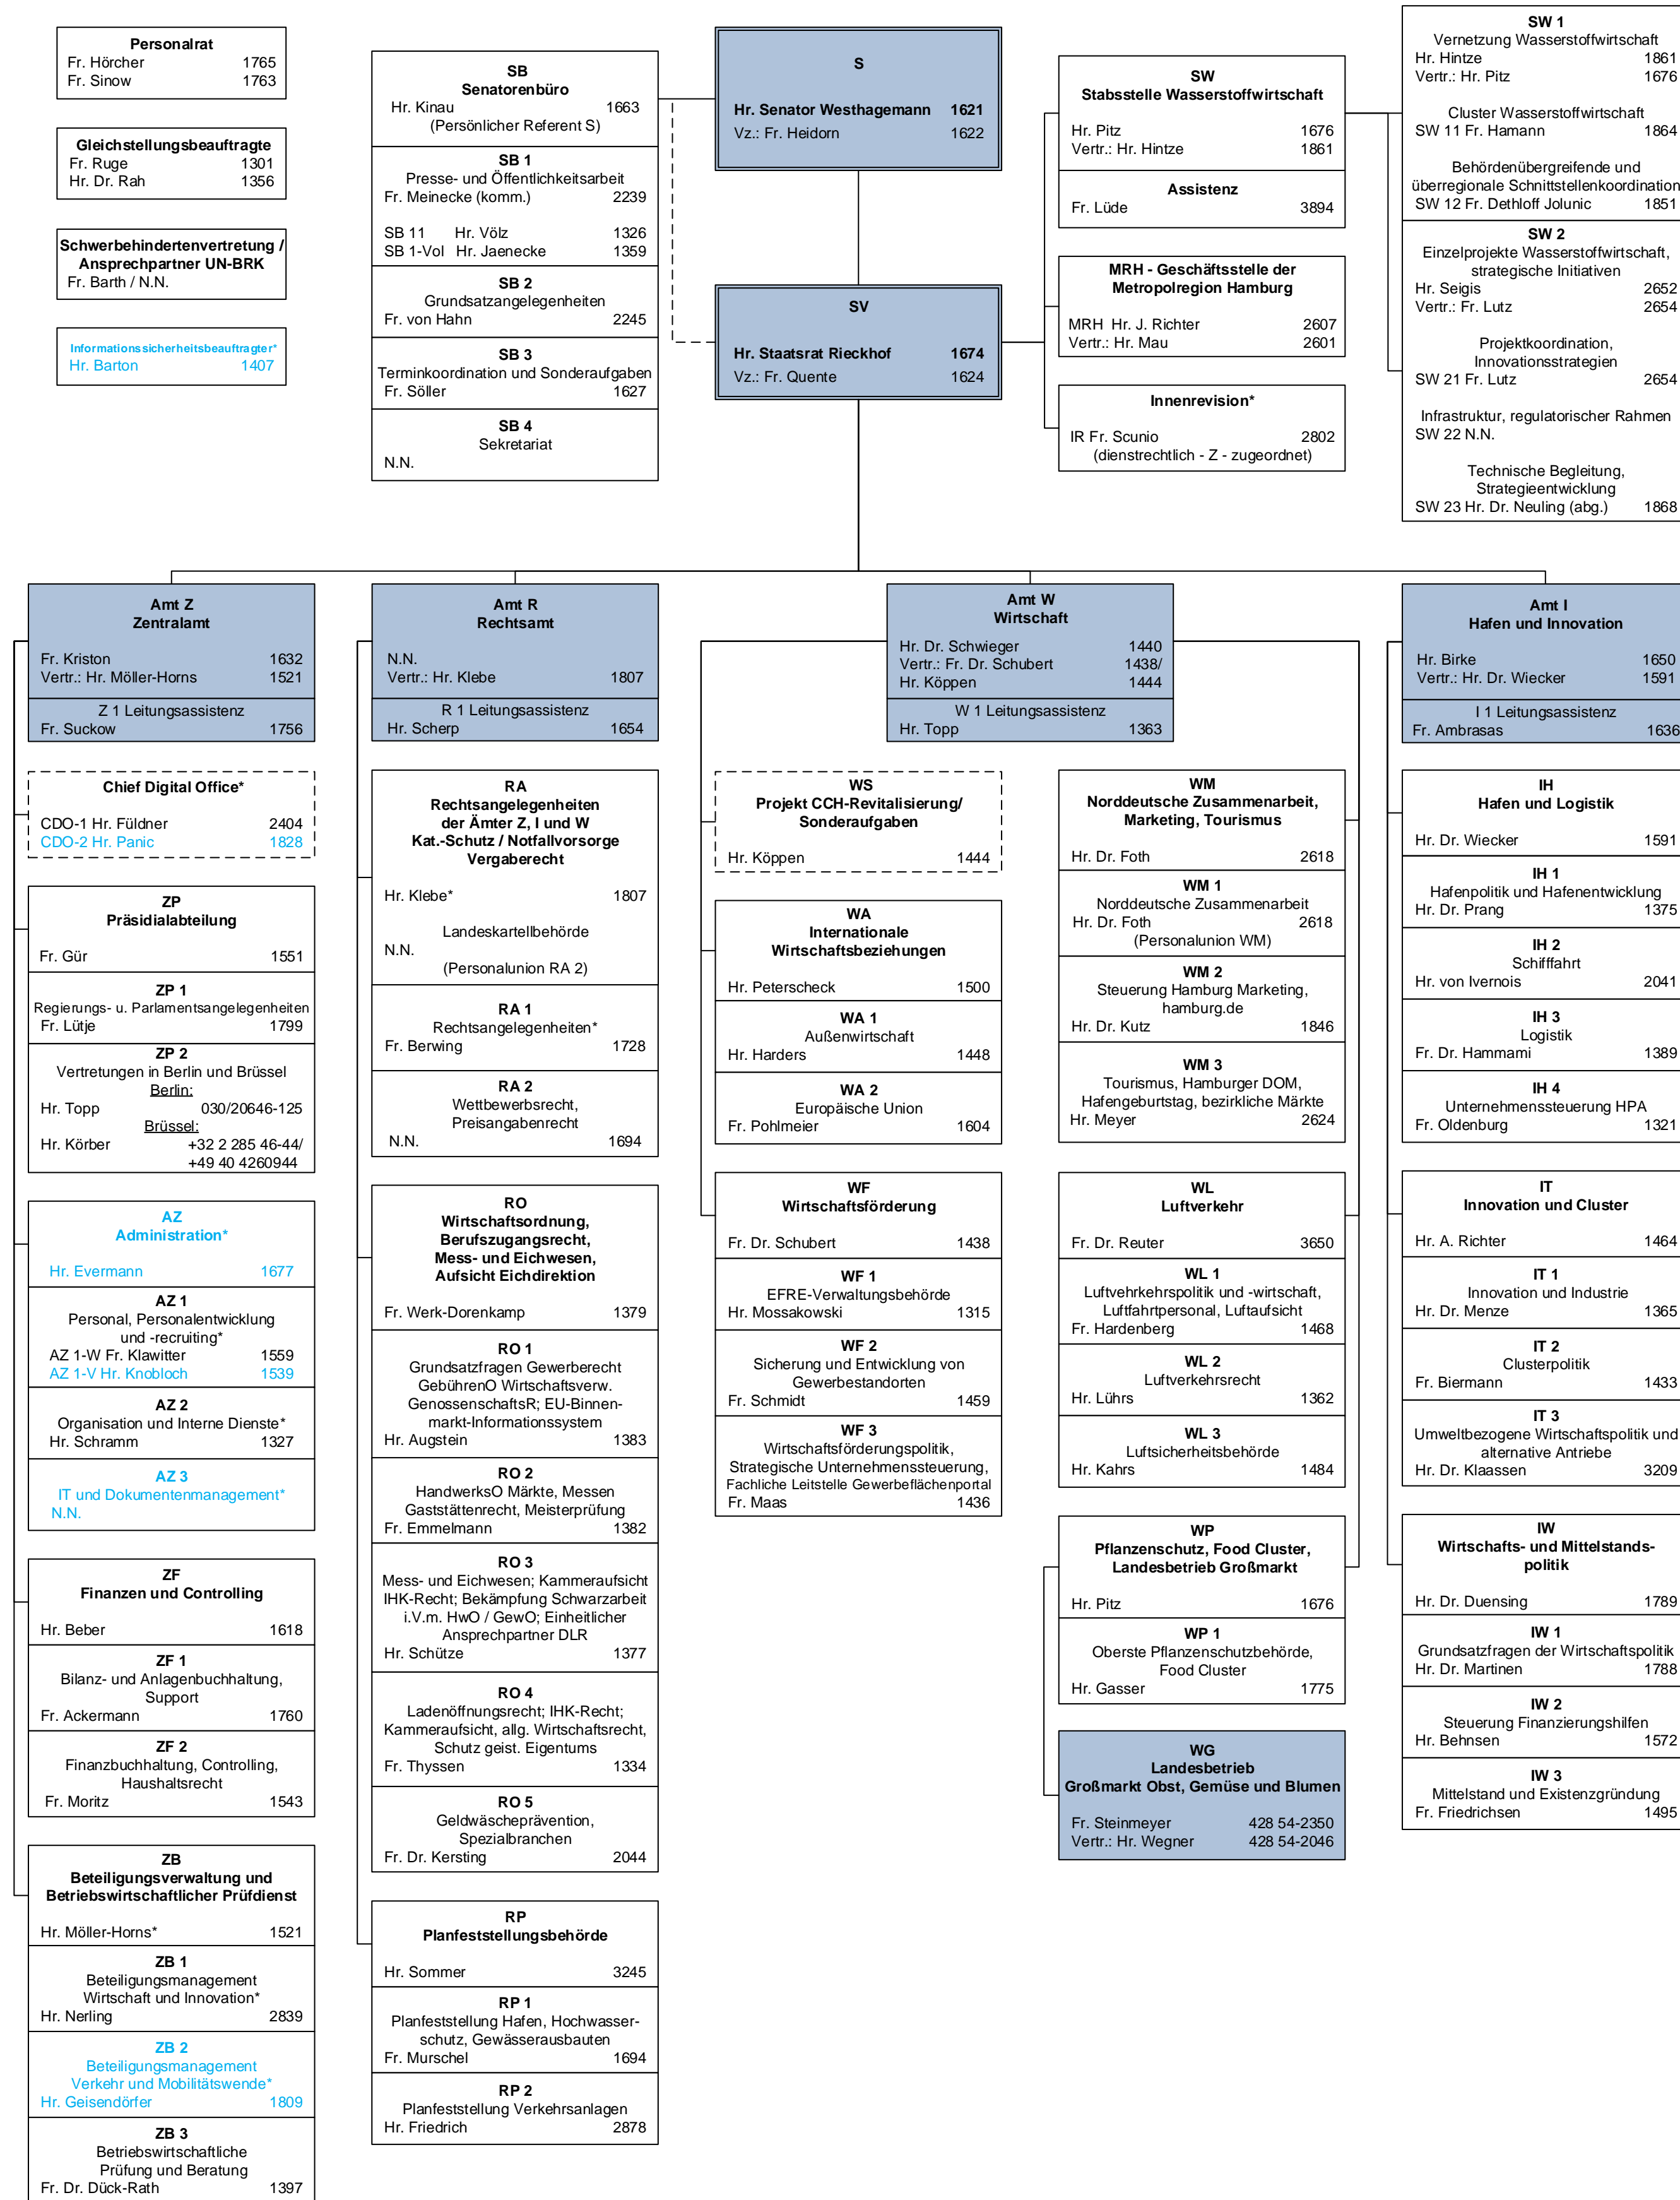 Personalrat
Fr. Hörcher 1765
Fr. Sinow 1763
Gleichstellungsbeauftragte
Fr. Ruge 1301
Hr. Dr. Rah 1356
Schwerbehindertenvertretung /
Ansprechpartner UN-BRK
Fr. Barth / N.N.
Informationssicherheitsbeauftragter*
Hr. Barton 1407
SB
Senatorenbüro
Hr. Kinau 1663
(Persönlicher Referent S)
SB 1
Presse- und Öffentlichkeitsarbeit
Fr. Meinecke (komm.) 2239
SB 11 Hr. Völz 1326
SB 1-Vol Hr. Jaenecke 1359
SB 2
Grundsatzangelegenheiten
Fr. von Hahn 2245
SB 3
Terminkoordination und Sonderaufgaben
Fr. Söller 1627
SB 4
Sekretariat
N.N.
S
Hr. Senator Westhagemann 1621
Vz.: Fr. Heidorn 1622
SV
Hr. Staatsrat Rieckhof 1674
Vz.: Fr. Quente 1624
SW
Stabsstelle Wasserstoffwirtschaft
Hr. Pitz 1676
Vertr.: Hr. Hintze 1861
Assistenz
Fr. Lüde 3894
MRH - Geschäftsstelle der
Metropolregion Hamburg
MRH Hr. J. Richter 2607
Vertr.: Hr. Mau 2601
Innenrevision*
IR Fr. Scunio 2802
(dienstrechtlich - Z - zugeordnet)
SW 1
Vernetzung Wasserstoffwirtschaft
Hr. Hintze 1861
Vertr.: Hr. Pitz 1676
Cluster Wasserstoffwirtschaft
SW 11 Fr. Hamann 1864
Behördenübergreifende und
überregionale Schnittstellenkoordination
SW 12 Fr. Dethloff Jolunic 1851
SW 2
Einzelprojekte Wasserstoffwirtschaft,
strategische Initiativen
Hr. Seigis 2652
Vertr.: Fr. Lutz 2654
Projektkoordination,
Innovationsstrategien
SW 21 Fr. Lutz 2654
Infrastruktur, regulatorischer Rahmen
SW 22 N.N.
Technische Begleitung,
Strategieentwicklung
SW 23 Hr. Dr. Neuling (abg.) 1868
Amt Z
Zentralamt
Fr. Kriston 1632
Vertr.: Hr. Möller-Horns 1521
Z 1 Leitungsassistenz
Fr. Suckow 1756
Chief Digital Office*
CDO-1 Hr. Füldner 2404
CDO-2 Hr. Panic 1828
ZP
Präsidialabteilung
Fr. Gür 1551
ZP 1
Regierungs- u. Parlamentsangelegenheiten
Fr. Lütje 1799
ZP 2
Vertretungen in Berlin und Brüssel
Berlin:
Hr. Topp 030/20646-125
Brüssel:
Hr. Körber +32 2 285 46-44/
+49 40 4260944
AZ
Administration*
Hr. Evermann 1677
AZ 1
Personal, Personalentwicklung
und -recruiting*
AZ 1-W Fr. Klawitter 1559
AZ 1-V Hr. Knobloch 1539
AZ 2
Organisation und Interne Dienste*
Hr. Schramm 1327
AZ 3
IT und Dokumentenmanagement*
N.N.
ZF
Finanzen und Controlling
Hr. Beber 1618
ZF 1
Bilanz- und Anlagenbuchhaltung,
Support
Fr. Ackermann 1760
ZF 2
Finanzbuchhaltung, Controlling,
Haushaltsrecht
Fr. Moritz 1543
ZB
Beteiligungsverwaltung und
Betriebswirtschaftlicher Prüfdienst
Hr. Möller-Horns* 1521
ZB 1
Beteiligungsmanagement
Wirtschaft und Innovation*
Hr. Nerling 2839
ZB 2
Beteiligungsmanagement
Verkehr und Mobilitätswende*
Hr. Geisendörfer 1809
ZB 3
Betriebswirtschaftliche
Prüfung und Beratung
Fr. Dr. Dück-Rath 1397
Amt R
Rechtsamt
N.N.
Vertr.: Hr. Klebe 1807
R 1 Leitungsassistenz
Hr. Scherp 1654
RA
Rechtsangelegenheiten
der Ämter Z, I und W
Kat.-Schutz / Notfallvorsorge
Vergaberecht
Hr. Klebe* 1807
Landeskartellbehörde
N.N.
(Personalunion RA 2)
RA 1
Rechtsangelegenheiten*
Fr. Berwing 1728
RA 2
Wettbewerbsrecht,
Preisangabenrecht
N.N. 1694
RO
Wirtschaftsordnung,
Berufszugangsrecht,
Mess- und Eichwesen,
Aufsicht Eichdirektion
Fr. Werk-Dorenkamp 1379
RO 1
Grundsatzfragen Gewerberecht
GebührenO Wirtschaftsverw.
GenossenschaftsR; EU-Binnen-
markt-Informationssystem
Hr. Augstein 1383
RO 2
HandwerksO Märkte, Messen
Gaststättenrecht, Meisterprüfung
Fr. Emmelmann 1382
RO 3
Mess- und Eichwesen; Kammeraufsicht
IHK-Recht; Bekämpfung Schwarzarbeit
i.V.m. HwO / GewO; Einheitlicher
Ansprechpartner DLR
Hr. Schütze 1377
RO 4
Ladenöffnungsrecht; IHK-Recht;
Kammeraufsicht, allg. Wirtschaftsrecht,
Schutz geist. Eigentums
Fr. Thyssen 1334
RO 5
Geldwäscheprävention,
Spezialbranchen
Fr. Dr. Kersting 2044
RP
Planfeststellungsbehörde
Hr. Sommer 3245
RP 1
Planfeststellung Hafen, Hochwasser-
schutz, Gewässerausbauten
Fr. Murschel 1694
RP 2
Planfeststellung Verkehrsanlagen
Hr. Friedrich 2878
Amt W
Wirtschaft
Hr. Dr. Schwieger 1440
Vertr.: Fr. Dr. Schubert 1438/
Hr. Köppen 1444
W 1 Leitungsassistenz
Hr. Topp 1363
WS
Projekt CCH-Revitalisierung/
Sonderaufgaben
Hr. Köppen 1444
WA
Internationale
Wirtschaftsbeziehungen
Hr. Peterscheck 1500
WA 1
Außenwirtschaft
Hr. Harders 1448
WA 2
Europäische Union
Fr. Pohlmeier 1604
WF
Wirtschaftsförderung
Fr. Dr. Schubert 1438
WF 1
EFRE-Verwaltungsbehörde
Hr. Mossakowski 1315
WF 2
Sicherung und Entwicklung von
Gewerbestandorten
Fr. Schmidt 1459
WF 3
Wirtschaftsförderungspolitik,
Strategische Unternehmenssteuerung,
Fachliche Leitstelle Gewerbeflächenportal
Fr. Maas 1436
WM
Norddeutsche Zusammenarbeit,
Marketing, Tourismus
Hr. Dr. Foth 2618
WM 1
Norddeutsche Zusammenarbeit
Hr. Dr. Foth 2618
(Personalunion WM)
WM 2
Steuerung Hamburg Marketing,
hamburg.de
Hr. Dr. Kutz 1846
WM 3
Tourismus, Hamburger DOM,
Hafengeburtstag, bezirkliche Märkte
Hr. Meyer 2624
WL
Luftverkehr
Fr. Dr. Reuter 3650
WL 1
Luftvehrkehrspolitik und -wirtschaft,
Luftfahrtpersonal, Luftaufsicht
Fr. Hardenberg 1468
WL 2
Luftverkehrsrecht
Hr. Lührs 1362
WL 3
Luftsicherheitsbehörde
Hr. Kahrs 1484
WP
Pflanzenschutz, Food Cluster,
Landesbetrieb Großmarkt
Hr. Pitz 1676
WP 1
Oberste Pflanzenschutzbehörde,
Food Cluster
Hr. Gasser 1775
WG
Landesbetrieb
Großmarkt Obst, Gemüse und Blumen
Fr. Steinmeyer 428 54-2350
Vertr.: Hr. Wegner 428 54-2046
Amt I
Hafen und Innovation
Hr. Birke 1650
Vertr.: Hr. Dr. Wiecker 1591
I 1 Leitungsassistenz
Fr. Ambrasas 1636
IH
Hafen und Logistik
Hr. Dr. Wiecker 1591
IH 1
Hafenpolitik und Hafenentwicklung
Hr. Dr. Prang 1375
IH 2
Schifffahrt
Hr. von Ivernois 2041
IH 3
Logistik
Fr. Dr. Hammami 1389
IH 4
Unternehmenssteuerung HPA
Fr. Oldenburg 1321
IT
Innovation und Cluster
Hr. A. Richter 1464
IT 1
Innovation und Industrie
Hr. Dr. Menze 1365
IT 2
Clusterpolitik
Fr. Biermann 1433
IT 3
Umweltbezogene Wirtschaftspolitik und
alternative Antriebe
Hr. Dr. Klaassen 3209
IW
Wirtschafts- und Mittelstands-
politik
Hr. Dr. Duensing 1789
IW 1
Grundsatzfragen der Wirtschaftspolitik
Hr. Dr. Martinen 1788
IW 2
Steuerung Finanzierungshilfen
Hr. Behnsen 1572
IW 3
Mittelstand und Existenzgründung
Fr. Friedrichsen 1495